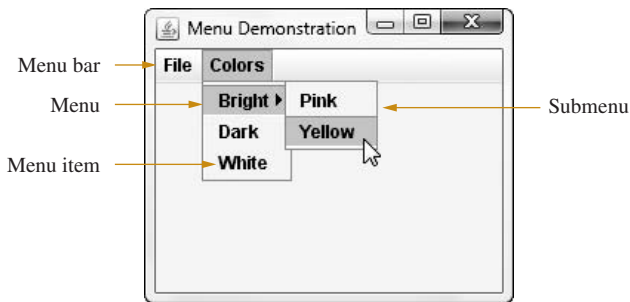 Menu Demonstration
Menu bar
File Colors
Menu
Bright Pink
Submenu
Dark Yellow
Menu item
White